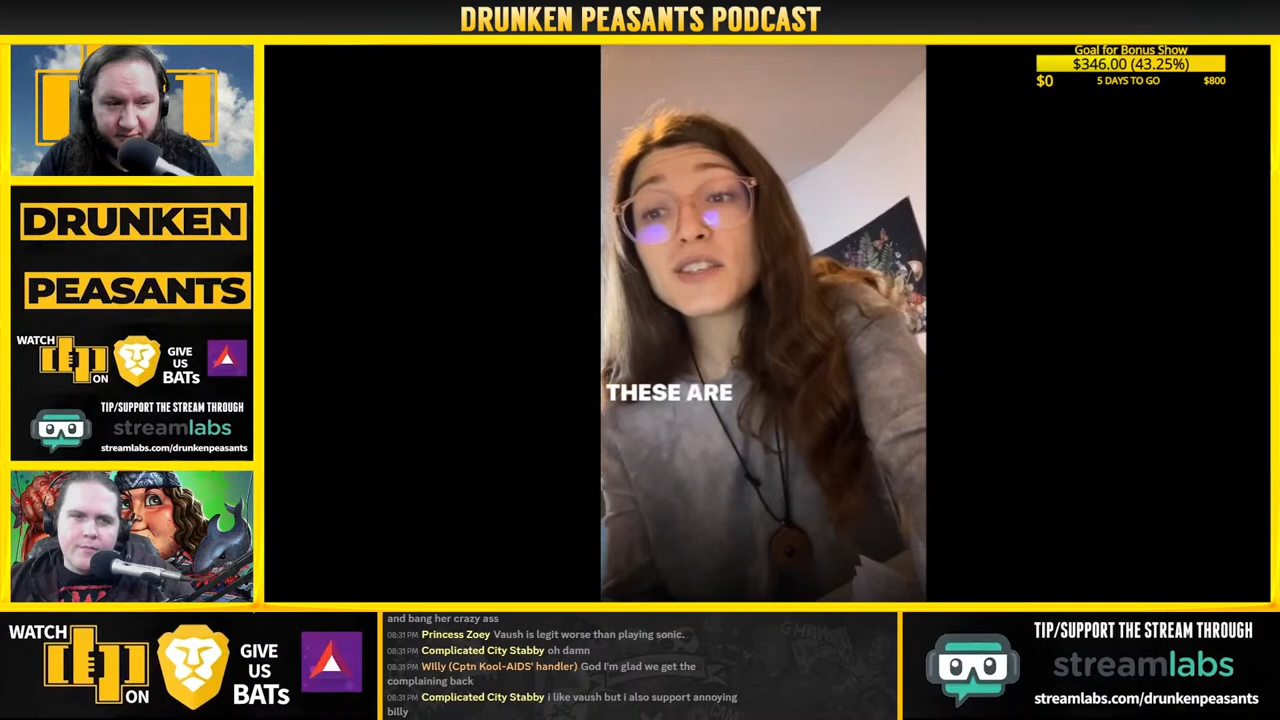 DRUNKEN PEASANTS PODCAST
Goal for Bonus Show
$346.00 (43.25%)
$0 5 DAYS TO GO $800
DRUNKEN
PEASANTS
WATCH
ON
GIVE
US
BATs
TIP/SUPPORT THE STREAM THROUGH
streamlabs
streamlabs.com/drunkenpeasants
THESE ARE
WATCH
ON
GIVE
US
BATs
and bang her crazy ass
08:31 PM Princess Zoey Vaush is legit worse than playing sonic.
08:31 PM Complicated City Stabby oh damn
08:31 PM WIlly (Cptn Kool-AIDS' handler) God I'm glad we get the
complaining back
08:31 PM Complicated City Stabby i like vaush but i also support annoying
billy
TIP/SUPPORT THE STREAM THROUGH
streamlabs
streamlabs.com/drunkenpeasants